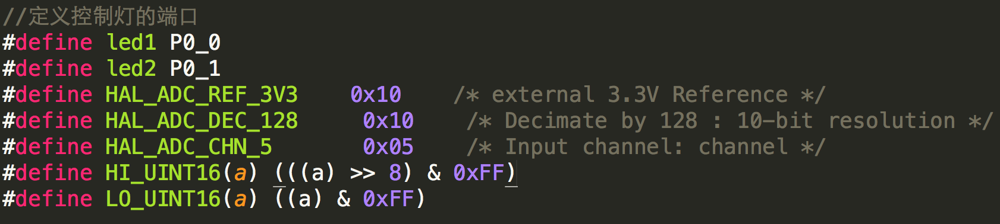 //定义控制灯的端口
#define led1 P0_0
#define led2 P0_1
#define HAL_ADC_REF_3V3    0x10    /* external 3.3V Reference */
#define HAL_ADC_DEC_128     0x10    /* Decimate by 128 : 10-bit resolution */
#define HAL_ADC_CHN_5       0x05    /* Input channel: channel */
#define HI_UINT16(a) (((a) >> 8) & 0xFF)
#define LO_UINT16(a) ((a) & 0xFF)